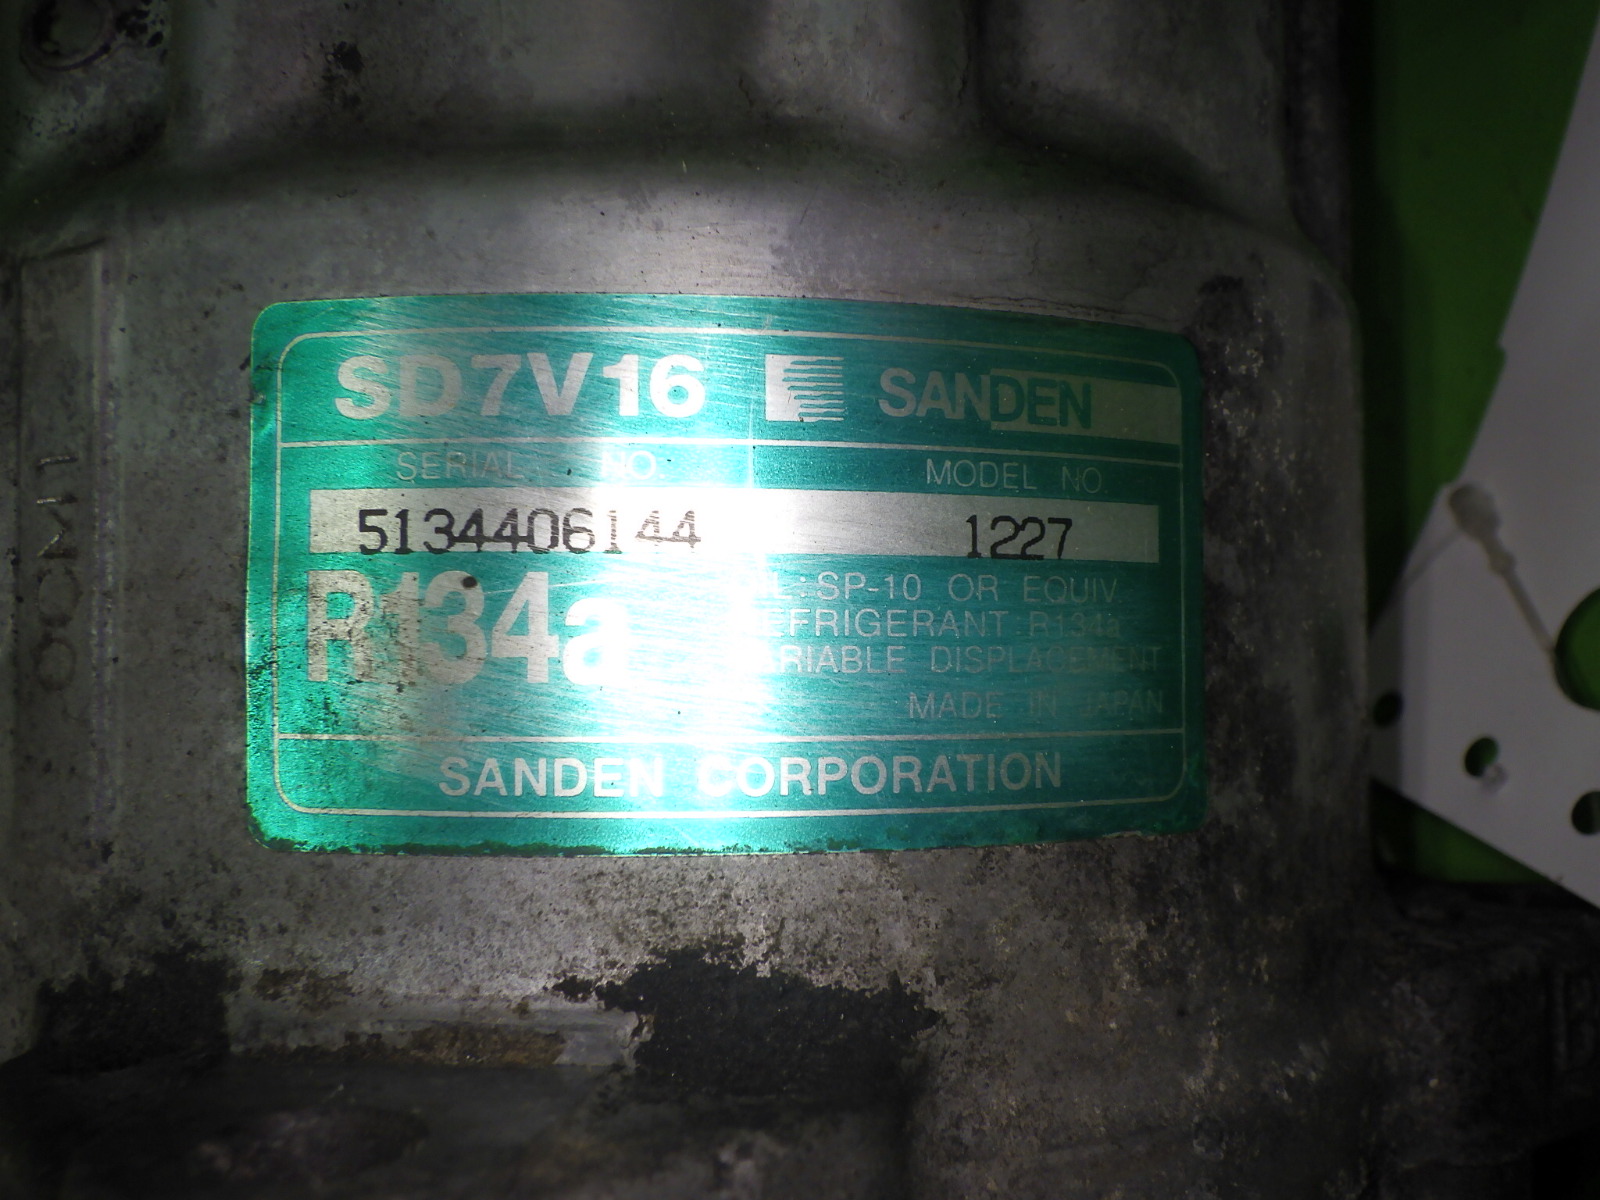 SD7V16 SANDEN
SERIAL NO. MODEL NO.
5134406144 1227
R134a
:SP-10 OR EQUIV.
REFRIGERANT R134a
VARIABLE DISPLACEMENT
MADE IN JAPAN
SANDEN CORPORATION